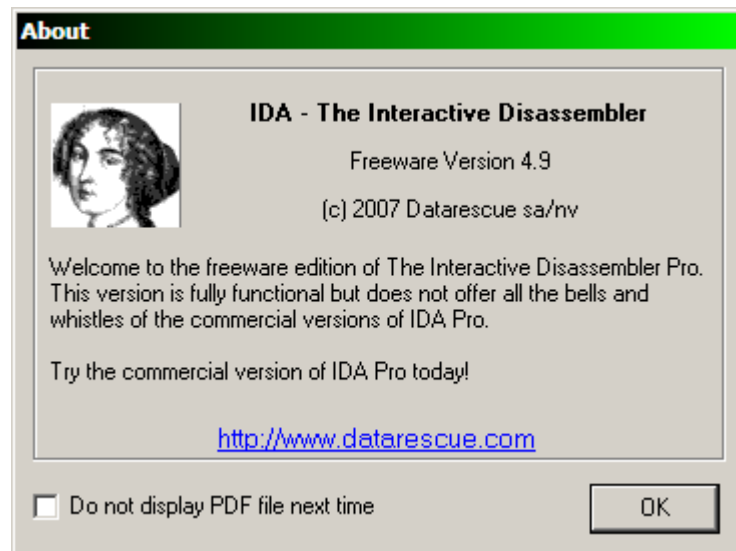 About
IDA - The Interactive Disassembler
Freeware Version 4.9
(c) 2007 Datarescue sa/nv
Welcome to the freeware edition of The Interactive Disassembler Pro.
This version is fully functional but does not offer all the bells and
whistles of the commercial versions of IDA Pro.
Try the commercial version of IDA Pro today!
http://www.datarescue.com
Do not display PDF file next time
OK